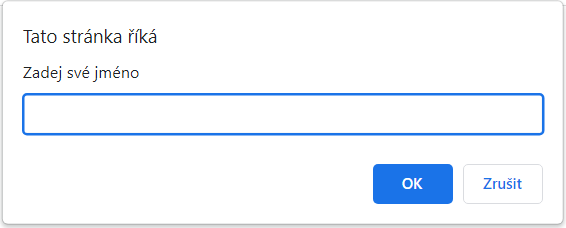 Tato stránka říká
Zadej své jméno
OK Zrušit